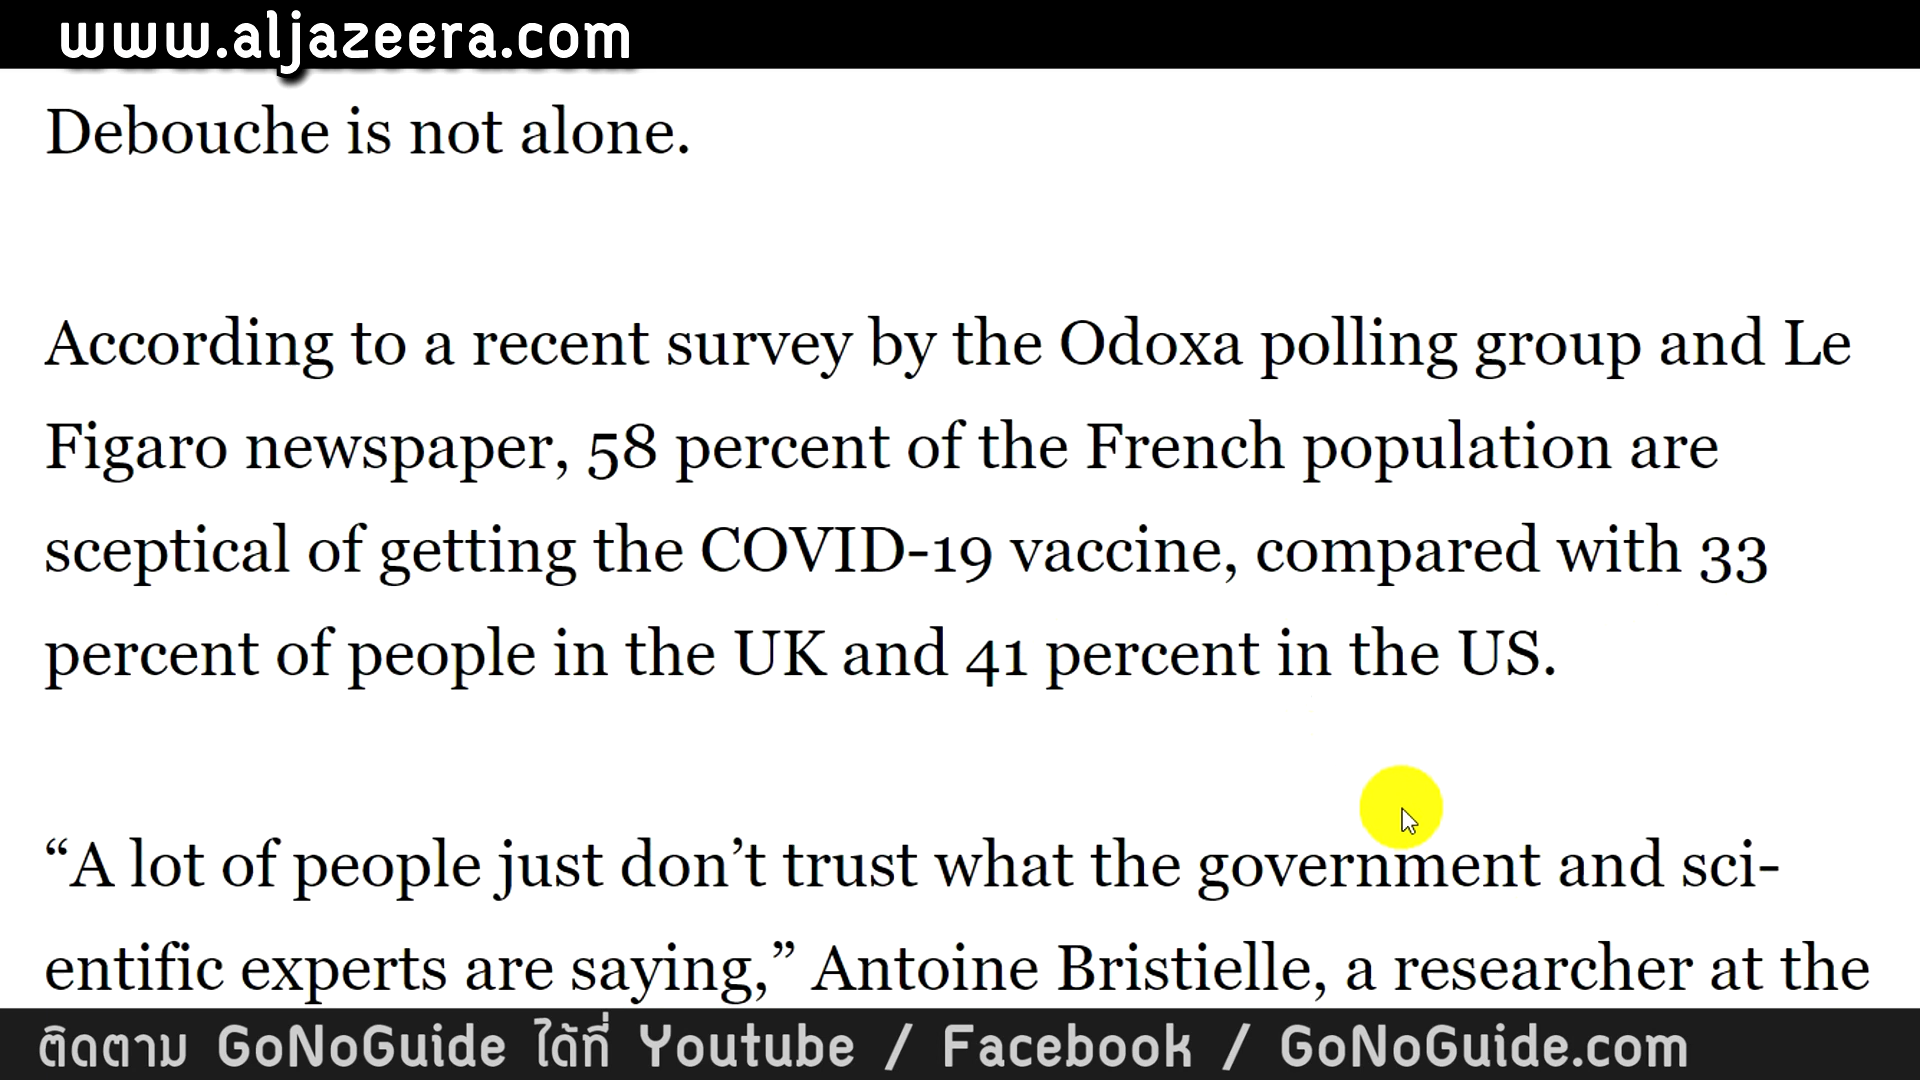 www.aljazeera.com
Debouche is not alone.
According to a recent survey by the Odoxa polling group and Le
Figaro newspaper, 58 percent of the French population are
sceptical of getting the COVID-19 vaccine, compared with 33
percent of people in the UK and 41 percent in the US.
“A lot of people just don’t trust what the government and sci-
entific experts are saying,” Antoine Bristielle, a researcher at the
ติดตาม GoNoGuide ได้ที่ Youtube / Facebook / GoNoGuide.com